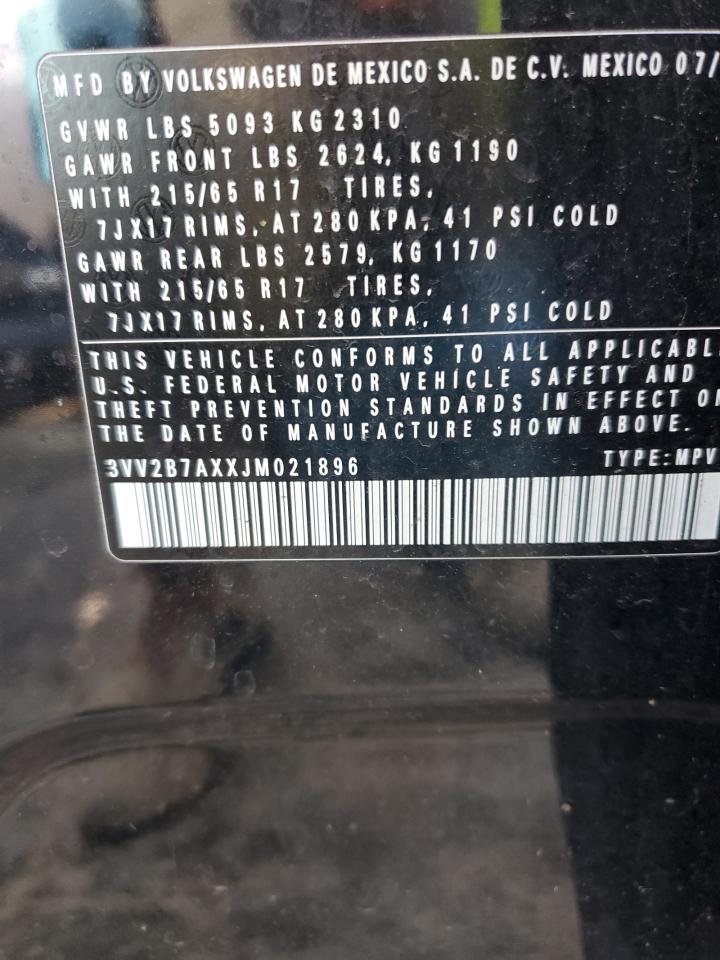 MFD BY VOLKSWAGEN DE MEXICO S.A. DE C.V. MEXICO 07/
GVWR LBS 5093 KG 2310
GAWR FRONT LBS 2624, KG 1190
WITH 215/65 R17 TIRES,
7JX17 RIMS, AT 280 KPA, 41 PSI COLD
GAWR REAR LBS 2579, KG 1170
WITH 215/65 R17 TIRES,
7JX17 RIMS, AT 280 KPA, 41 PSI COLD
THIS VEHICLE CONFORMS TO ALL APPLICABL
U.S. FEDERAL MOTOR VEHICLE SAFETY AND
THEFT PREVENTION STANDARDS IN EFFECT ON
THE DATE OF MANUFACTURE SHOWN ABOVE.
3VV2B7AXXJM021896 TYPE:MPV